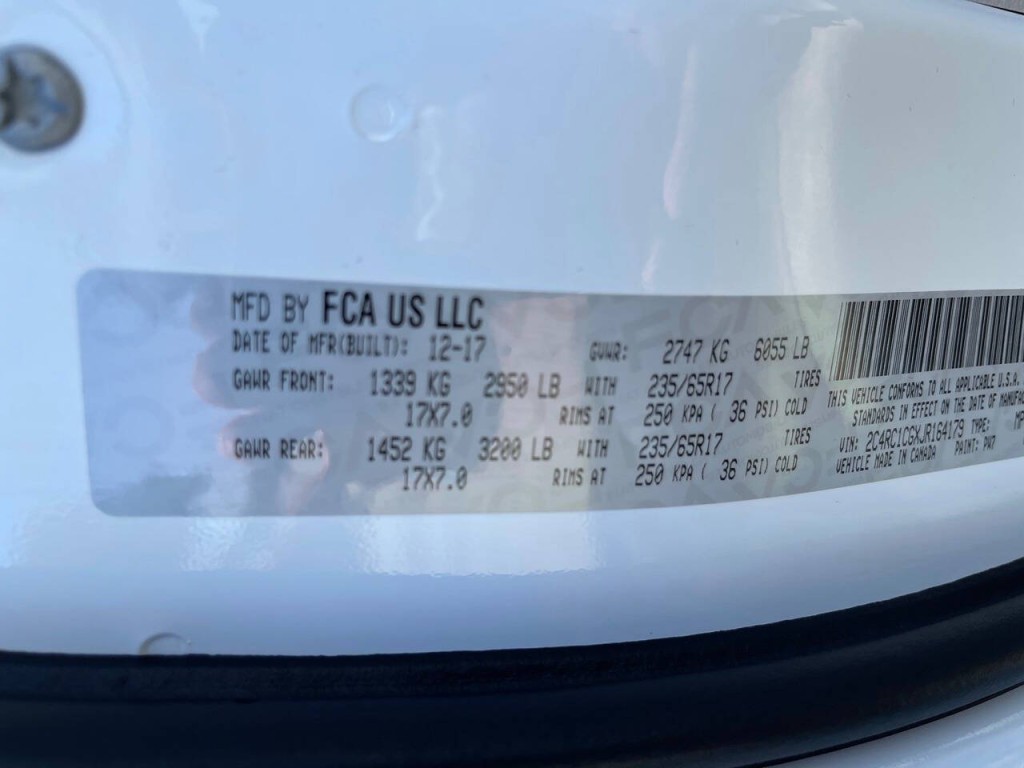 MFD BY FCA US LLC
DATE OF MFR(BUILT): 12-17 GVWR: 2747 KG 6055 LB
GAWR FRONT: 1339 KG 2950 LB WITH 235/65R17 TIRES
17X7.0 RIMS AT 250 KPA ( 36 PSI) COLD
GAWR REAR: 1452 KG 3200 LB WITH 235/65R17 TIRES
17X7.0 RIMS AT 250 KPA ( 36 PSI) COLD
THIS VEHICLE CONFORMS TO ALL APPLICABLE U.S.A.
STANDARDS IN EFFECT ON THE DATE OF MANUFA
VIN: 2C4RC1CGXJR164179 TYPE: MP
VEHICLE MADE IN CANADA PAINT: PW7